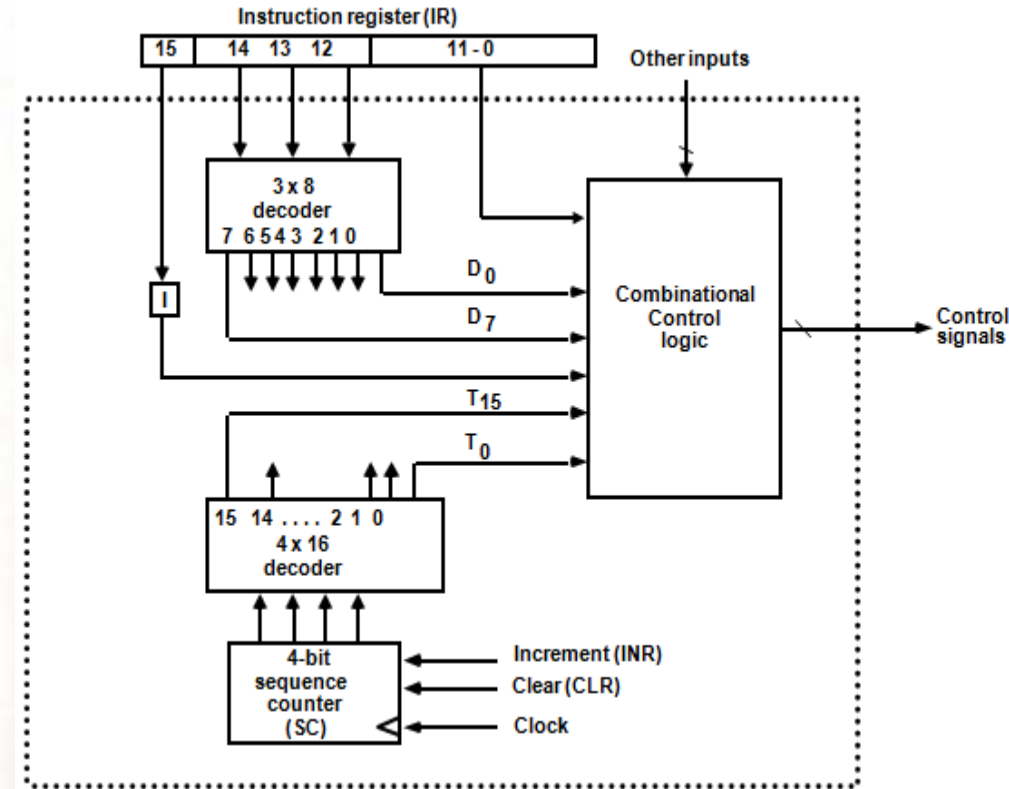 Instruction register (IR)
15 14 13 12 11 - 0
Other inputs
3 x 8
decoder
7 6 5 4 3 2 1 0
D0
I
Combinational
Control
logic
D7
Control
signals
T15
T0
15 14 . . . . 2 1 0
4 x 16
decoder
4-bit
sequence
counter
(SC)
Increment (INR)
Clear (CLR)
Clock